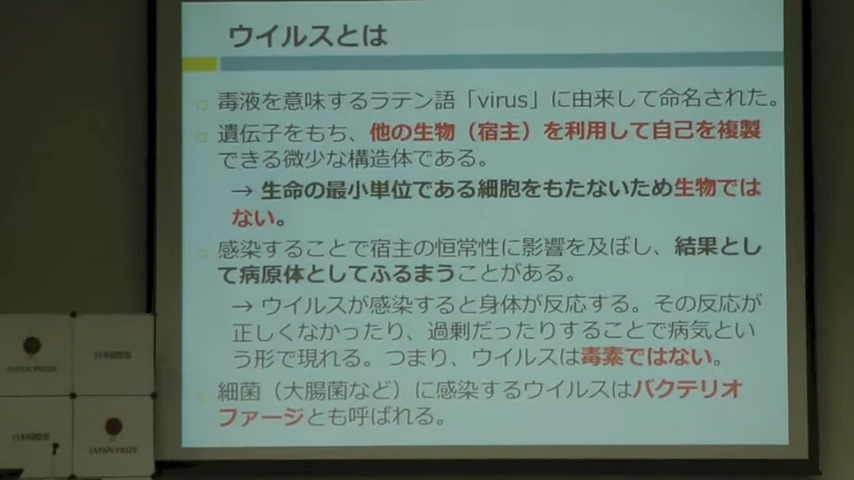 ウイルスとは
毒液を意味するラテン語「virus」に由来して命名された。
遺伝子をもち、他の生物（宿主）を利用して自己を複製
できる微少な構造体である。
→ 生命の最小単位である細胞をもたないため生物では
ない。
感染することで宿主の恒常性に影響を及ぼし、結果とし
て病原体としてふるまうことがある。
→ ウイルスが感染すると身体が反応する。その反応が
正しくなかったり、過剰だったりすることで病気とい
う形で現れる。つまり、ウイルスは毒素ではない。
細菌（大腸菌など）に感染するウイルスはバクテリオ
ファージとも呼ばれる。
JAPAN PRIZE
JAPAN PRIZE